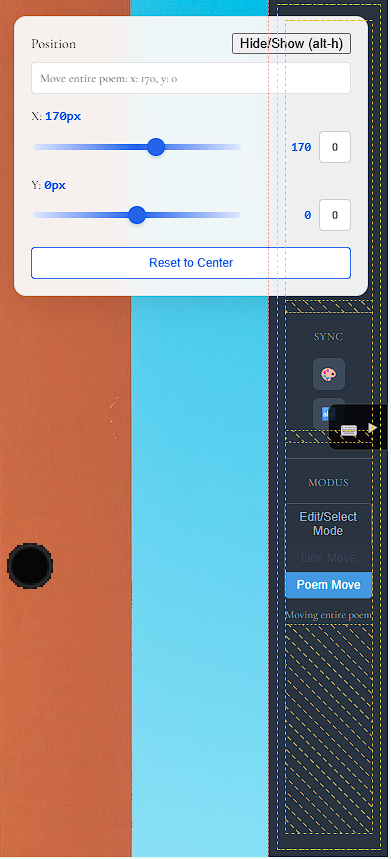 Position
Hide/Show (alt-h)
Move entire poem: x: 170, y: 0
X: 170px
170
0
Y: 0px
0
0
Reset to Center
SYNC
MODUS
Edit/Select
Mode
Line Move
Poem Move
Moving entire poem